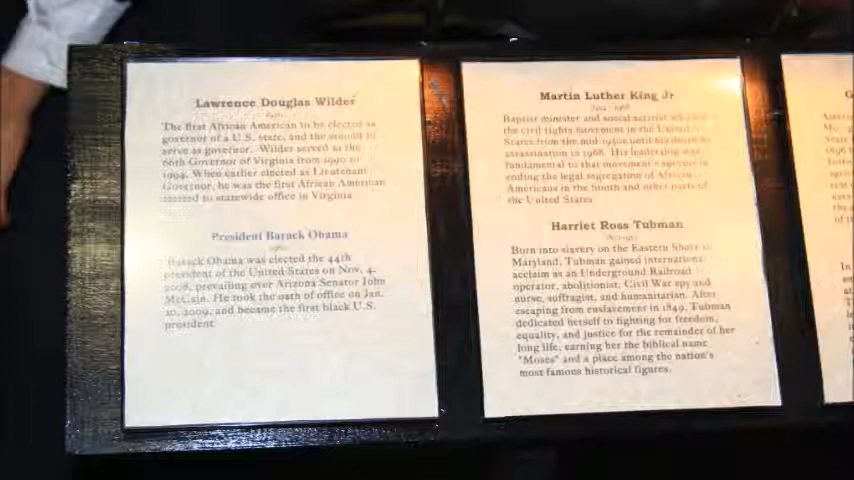 Lawrence Douglas Wilder
1931-
The first African American to be elected as
governor of a U.S. state, and the second to
serve as governor. Wilder served as the
66th Governor of Virginia from 1990 to
1994. When earlier elected as Lieutenant
Governor, he was the first African American
elected to statewide office in Virginia
President Barack Obama
1961-
Barack Obama was elected the 44th
president of the United States on Nov. 4,
2008, prevailing over Arizona Senator John
McCain. He took the oath of office on Jan.
20, 2009, and became the first black U.S.
president
Martin Luther King Jr
1929-1968
Baptist minister and social activist who
the civil rights movement in the United
States from the mid-1950s until his death by
assassination in 1968. His leadership was
fundamental to that movement's success in
ending the legal segregation of African
Americans in the South and other parts of
the United States
Harriet Ross Tubman
Born into slavery on the Eastern Shore
Maryland, Tubman gained international
acclaim as an Underground Railroad
operator, abolitionist, Civil War spy and
nurse, suffragist, and humanitarian. After
escaping from enslavement in 1849, Tubman
dedicated herself to fighting for freedom,
equality, and justice for the remainder of her
long life, earning her the biblical name
"Moses" and a place among the nation's
most famous historical figures.